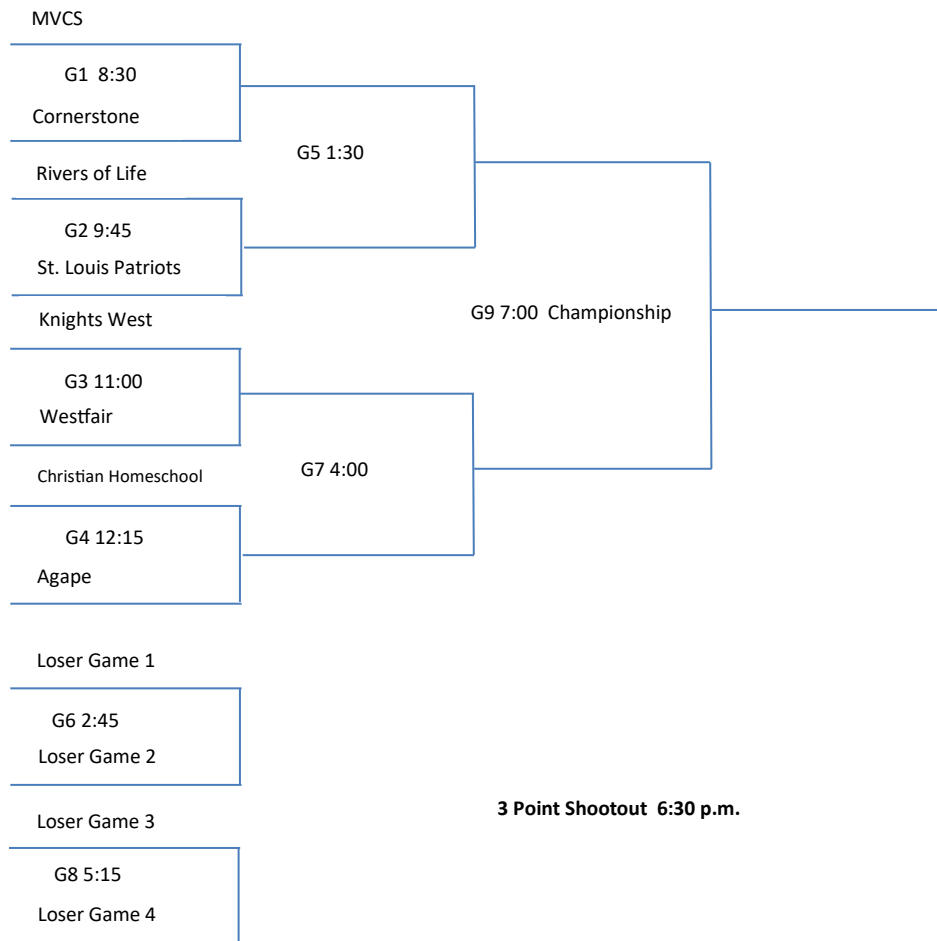 MVCS
G1  8:30
Cornerstone
G5 1:30
Rivers of Life
G2 9:45
St. Louis Patriots
Knights West
G9 7:00  Championship
G3 11:00
Westfair
Christian Homeschool
G7 4:00
G4 12:15
Agape
Loser Game 1
G6 2:45
Loser Game 2
3 Point Shootout  6:30 p.m.
Loser Game 3
G8 5:15
Loser Game 4